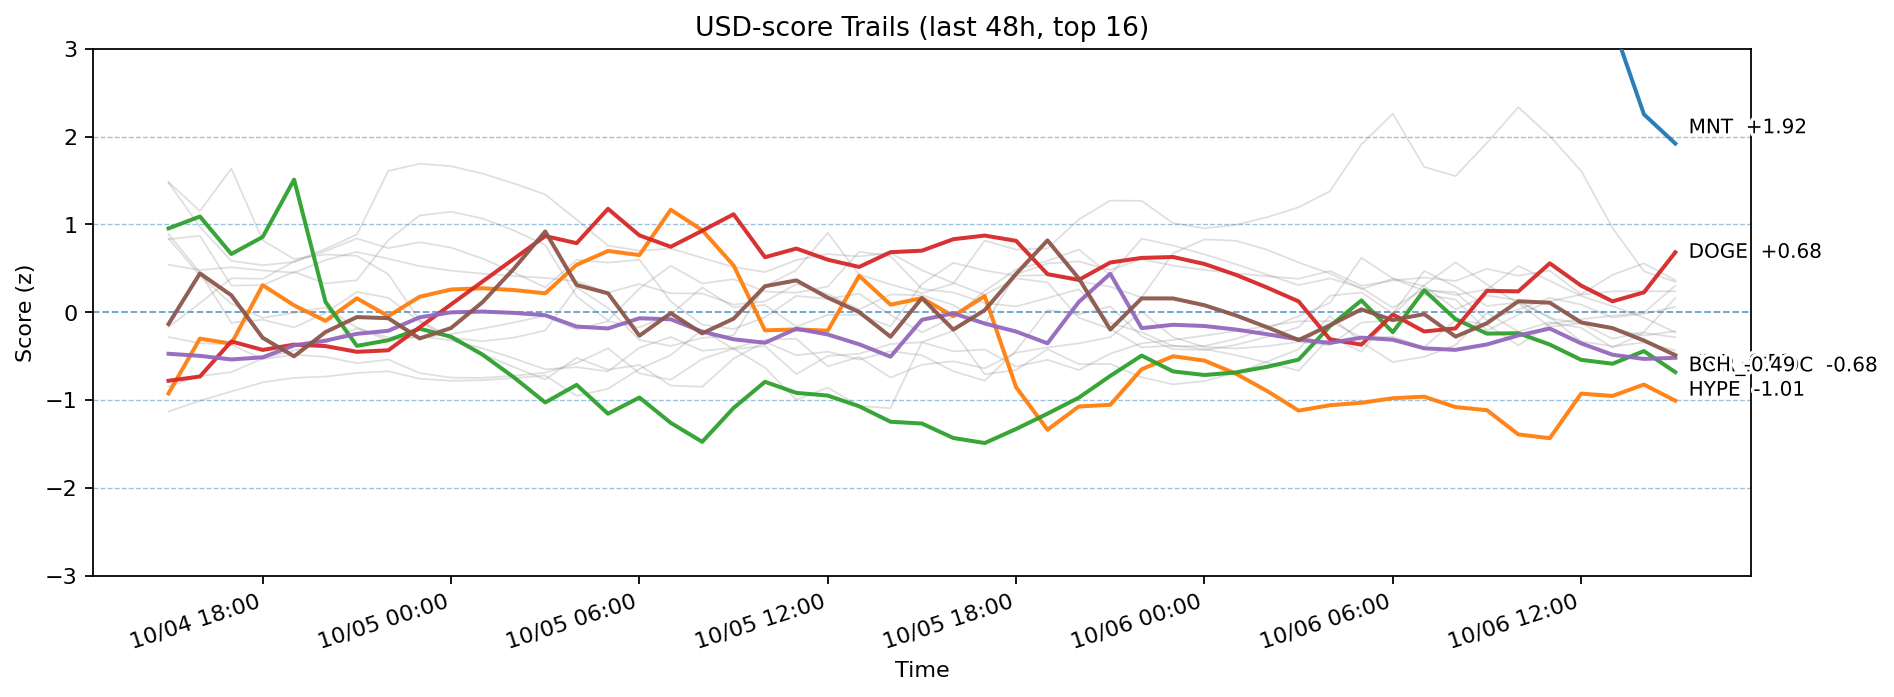 USD-score Trails (last 48h, top 16)
Score (z)
3
2
1
0
−1
−2
−3
MNT +1.92
DOGE +0.68
-0.49
-0.68
HYPE -1.01
10/04 18:00
10/05 00:00
10/05 06:00
10/05 12:00
10/05 18:00
10/06 00:00
10/06 06:00
10/06 12:00
Time